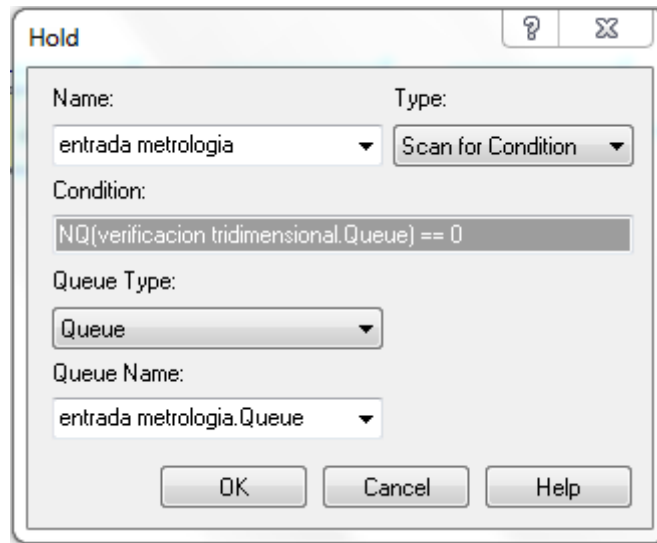 Hold
Name: Type:
entrada metrologia Scan for Condition
Condition:
NQ(verificacion tridimensional.Queue) == 0
Queue Type:
Queue
Queue Name:
entrada metrologia.Queue
OK Cancel Help